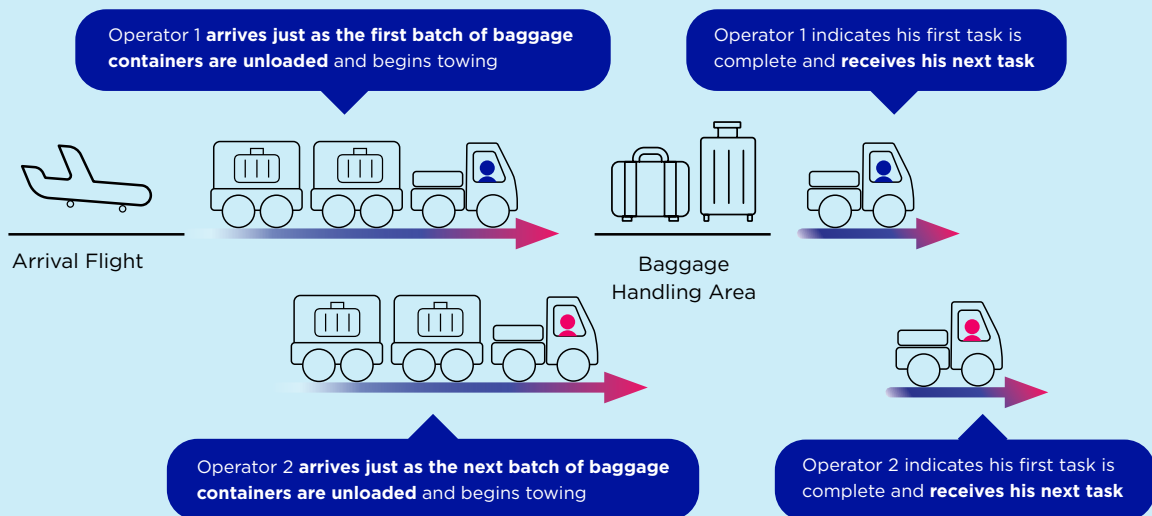 Operator 1 arrives just as the first batch of baggage
containers are unloaded and begins towing
Operator 1 indicates his first task is
complete and receives his next task
Arrival Flight
Baggage
Handling Area
Operator 2 arrives just as the next batch of baggage
containers are unloaded and begins towing
Operator 2 indicates his first task is
complete and receives his next task